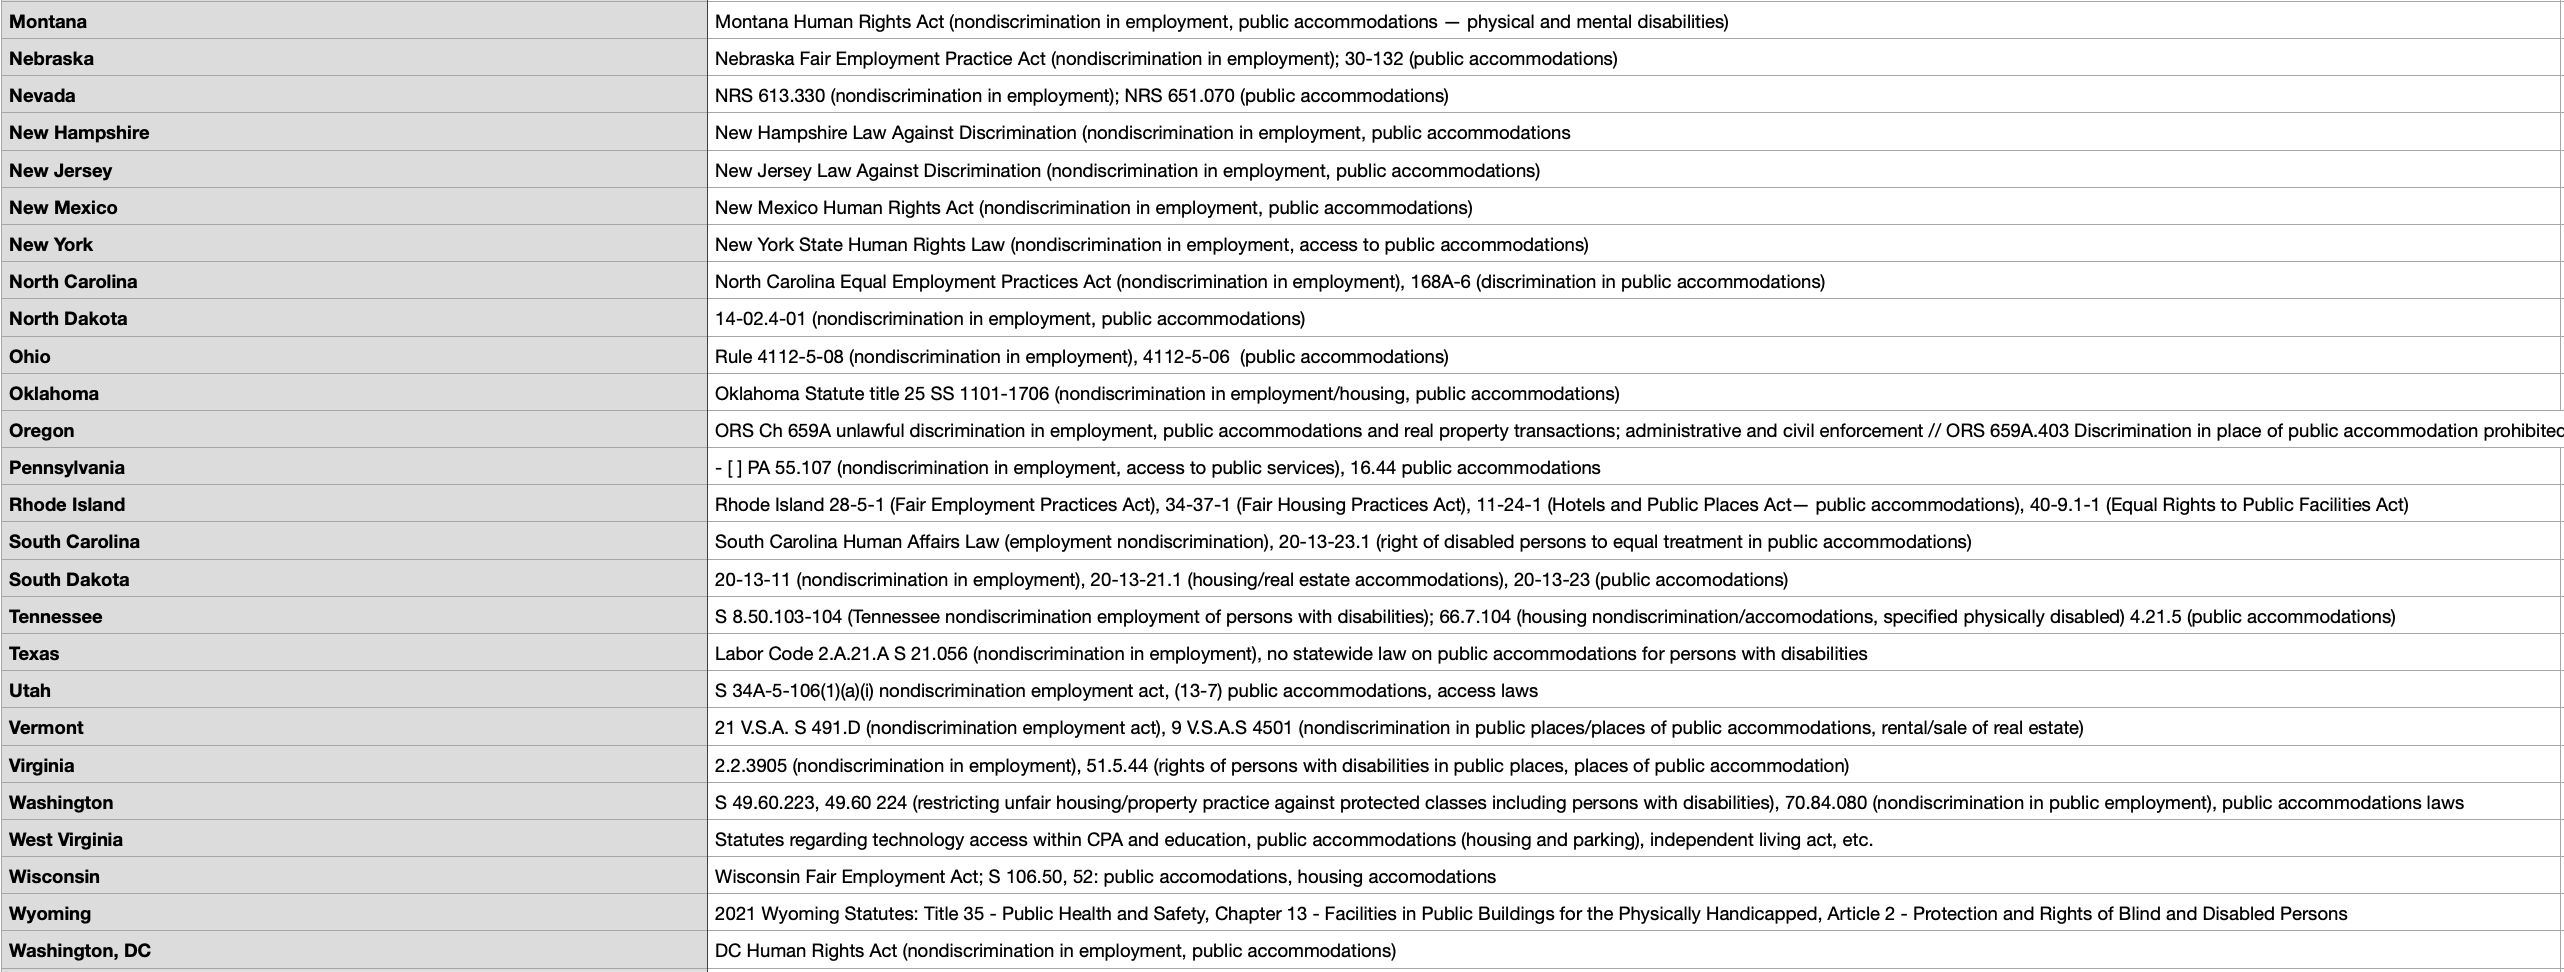 Montana Montana Human Rights Act (nondiscrimination in employment, public accommodations — physical and mental disabilities)
Nebraska Nebraska Fair Employment Practice Act (nondiscrimination in employment); 30-132 (public accommodations)
Nevada NRS 613.330 (nondiscrimination in employment); NRS 651.070 (public accommodations)
New Hampshire New Hampshire Law Against Discrimination (nondiscrimination in employment, public accommodations
New Jersey New Jersey Law Against Discrimination (nondiscrimination in employment, public accommodations)
New Mexico New Mexico Human Rights Act (nondiscrimination in employment, public accommodations)
New York New York State Human Rights Law (nondiscrimination in employment, access to public accommodations)
North Carolina North Carolina Equal Employment Practices Act (nondiscrimination in employment), 168A-6 (discrimination in public accommodations)
North Dakota 14-02.4-01 (nondiscrimination in employment, public accommodations)
Ohio Rule 4112-5-08 (nondiscrimination in employment), 4112-5-06  (public accommodations)
Oklahoma Oklahoma Statute title 25 SS 1101-1706 (nondiscrimination in employment/housing, public accommodations)
Oregon ORS Ch 659A unlawful discrimination in employment, public accommodations and real property transactions; administrative and civil enforcement // ORS 659A.403 Discrimination in place of public accommodation prohibited
Pennsylvania - [ ] PA 55.107 (nondiscrimination in employment, access to public services), 16.44 public accommodations
Rhode Island Rhode Island 28-5-1 (Fair Employment Practices Act), 34-37-1 (Fair Housing Practices Act), 11-24-1 (Hotels and Public Places Act— public accommodations), 40-9.1-1 (Equal Rights to Public Facilities Act)
South Carolina South Carolina Human Affairs Law (employment nondiscrimination), 20-13-23.1 (right of disabled persons to equal treatment in public accommodations)
South Dakota 20-13-11 (nondiscrimination in employment), 20-13-21.1 (housing/real estate accommodations), 20-13-23 (public accomodations)
Tennessee S 8.50.103-104 (Tennessee nondiscrimination employment of persons with disabilities); 66.7.104 (housing nondiscrimination/accomodations, specified physically disabled) 4.21.5 (public accommodations)
Texas Labor Code 2.A.21.A S 21.056 (nondiscrimination in employment), no statewide law on public accommodations for persons with disabilities
Utah S 34A-5-106(1)(a)(i) nondiscrimination employment act, (13-7) public accommodations, access laws
Vermont 21 V.S.A. S 491.D (nondiscrimination employment act), 9 V.S.A.S 4501 (nondiscrimination in public places/places of public accommodations, rental/sale of real estate)
Virginia 2.2.3905 (nondiscrimination in employment), 51.5.44 (rights of persons with disabilities in public places, places of public accommodation)
Washington S 49.60.223, 49.60 224 (restricting unfair housing/property practice against protected classes including persons with disabilities), 70.84.080 (nondiscrimination in public employment), public accommodations laws
West Virginia Statutes regarding technology access within CPA and education, public accommodations (housing and parking), independent living act, etc.
Wisconsin Wisconsin Fair Employment Act; S 106.50, 52: public accomodations, housing accomodations
Wyoming 2021 Wyoming Statutes: Title 35 - Public Health and Safety, Chapter 13 - Facilities in Public Buildings for the Physically Handicapped, Article 2 - Protection and Rights of Blind and Disabled Persons
Washington, DC DC Human Rights Act (nondiscrimination in employment, public accommodations)